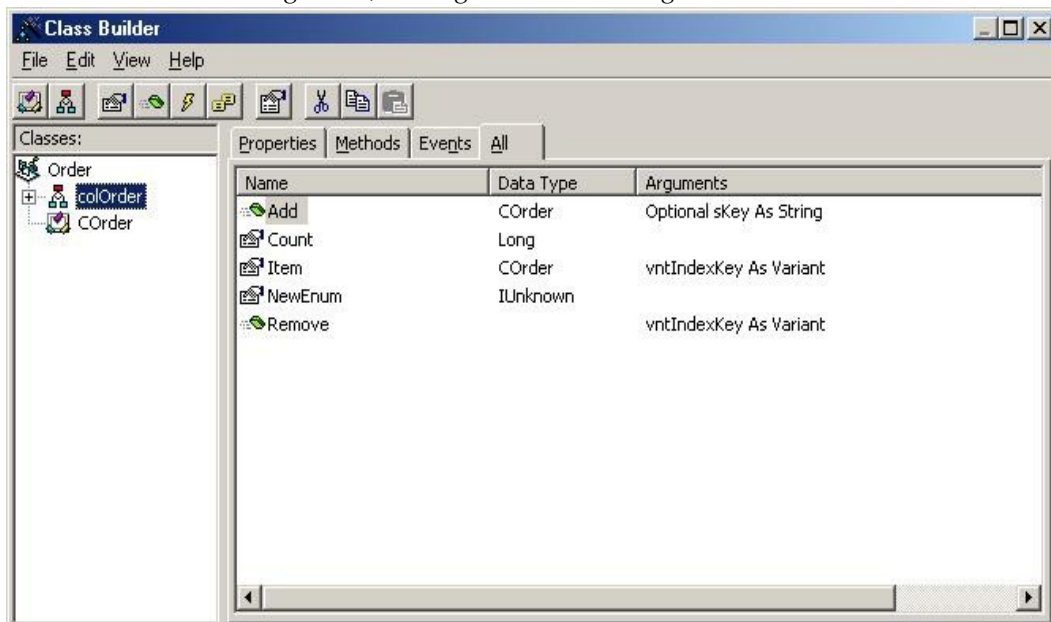 Class Builder
File Edit View Help
Classes:
Order
colOrder
COrder
Properties Methods Events All
Name Data Type Arguments
Add COrder Optional sKey As String
Count Long
Item COrder vntIndexKey As Variant
NewEnum IUnknown
Remove vntIndexKey As Variant